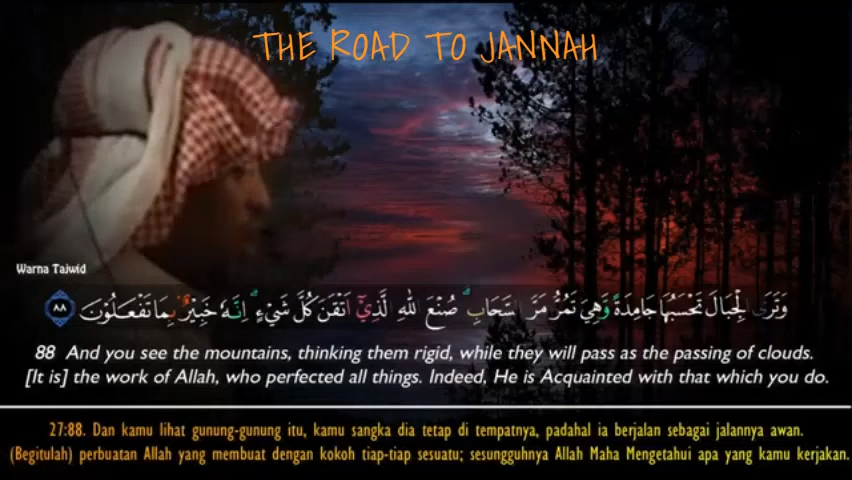 THE ROAD TO JANNAH
Warna Tajwid
وَتَرَى الْجِبَالَ تَحْسَبُهَا جَامِدَةً وَّهِيَ تَمُرُّ مَرَّ السَّحَابِ ۗ صُنْعَ اللّٰهِ الَّذِيْٓ اَتْقَنَ كُلَّ شَيْءٍ ۗ اِنَّهٗ خَبِيْرٌۢ بِمَا تَفْعَلُوْنَ ٨٨
88 And you see the mountains, thinking them rigid, while they will pass as the passing of clouds.
[It is] the work of Allah, who perfected all things. Indeed, He is Acquainted with that which you do.
27:88. Dan kamu lihat gunung-gunung itu, kamu sangka dia tetap di tempatnya, padahal ia berjalan sebagai jalannya awan.
(Begitulah) perbuatan Allah yang membuat dengan kokoh tiap-tiap sesuatu; sesungguhnya Allah Maha Mengetahui apa yang kamu kerjakan.